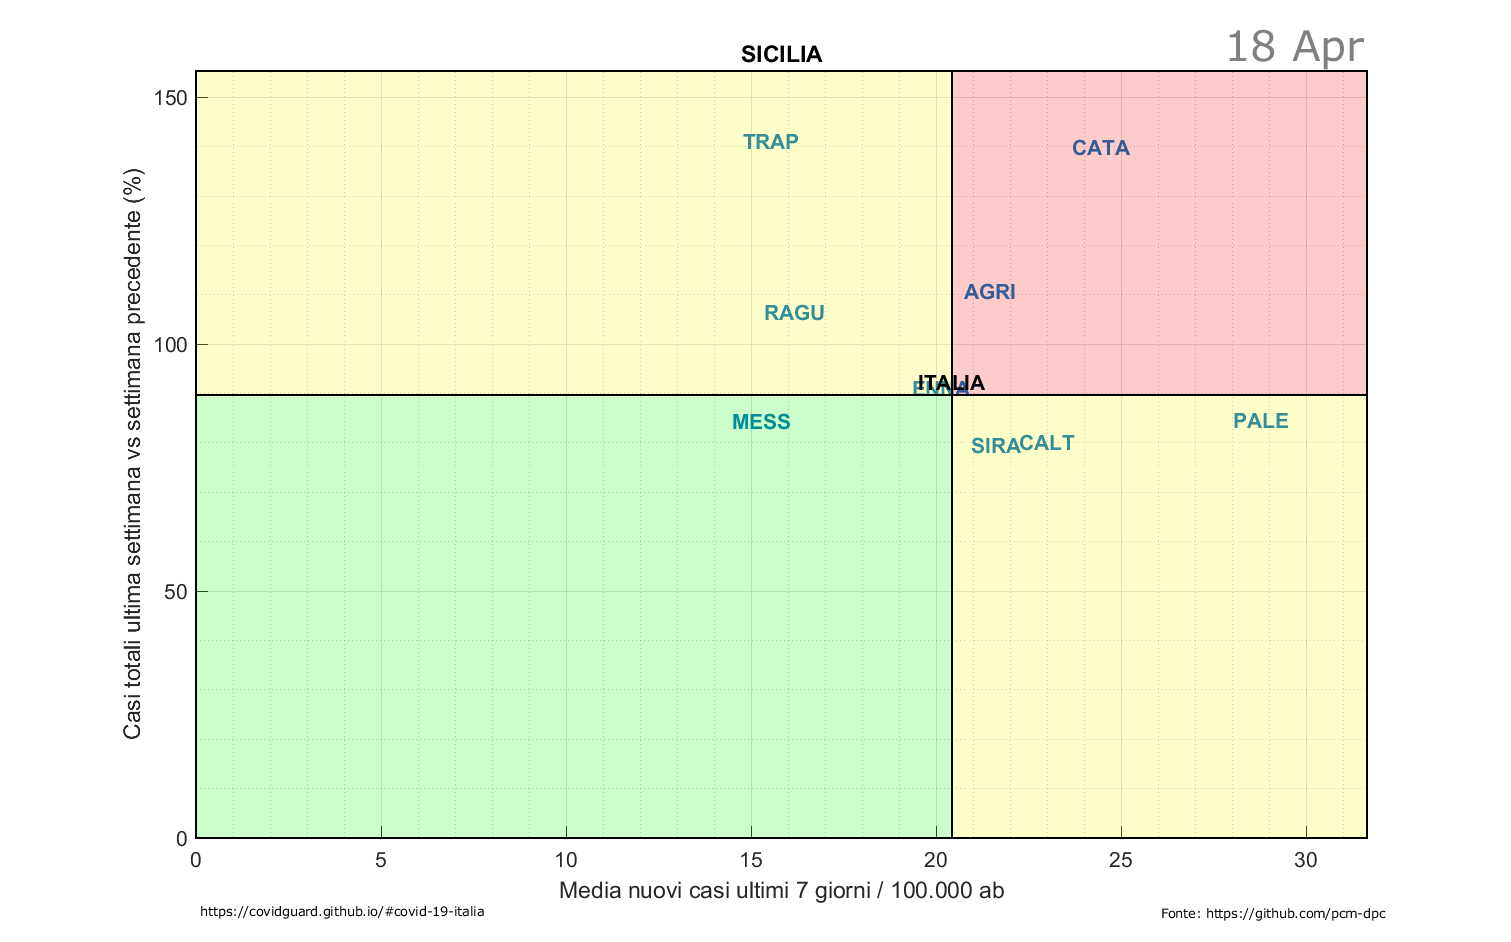 18 Apr
SICILIA
150
100
50
0
Casi totali ultima settimana vs settimana precedente (%)
TRAP
CATA
AGRI
RAGU
ITALIA
ENNA
MESS
PALE
SIRA
CALT
0 5 10 15 20 25 30
Media nuovi casi ultimi 7 giorni / 100.000 ab
https://covidguard.github.io/#covid-19-italia
Fonte: https://github.com/pcm-dpc